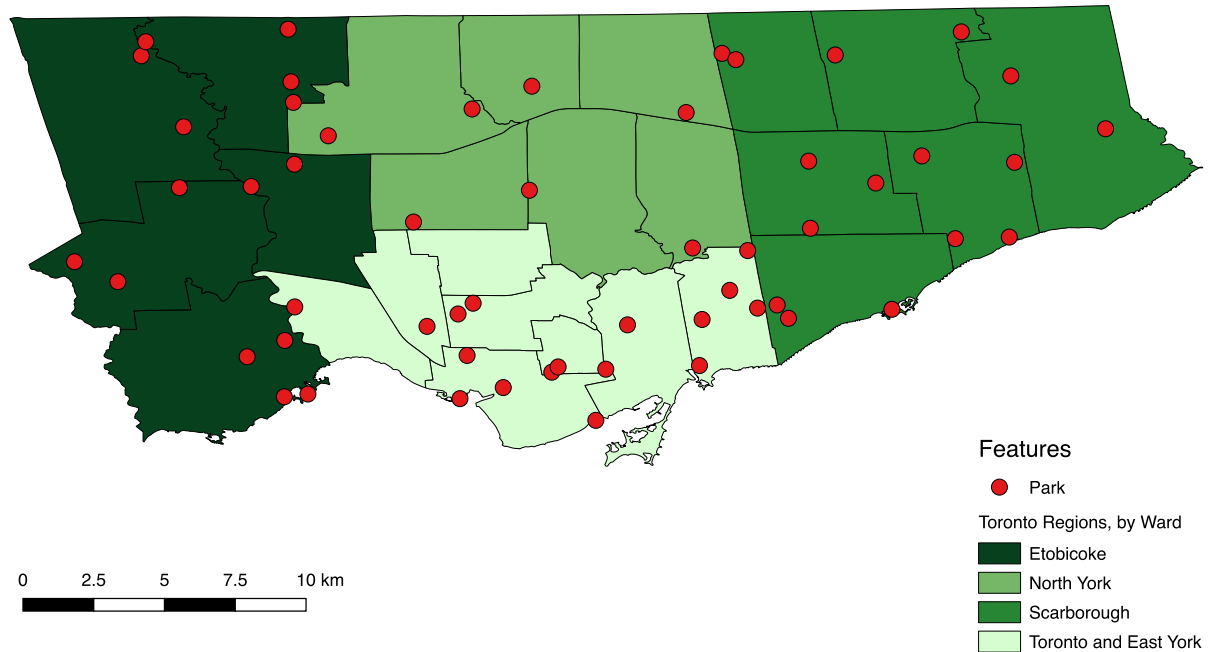 Features
Park
Toronto Regions, by Ward
Etobicoke
North York
Scarborough
Toronto and East York
0 2.5 5 7.5 10 km